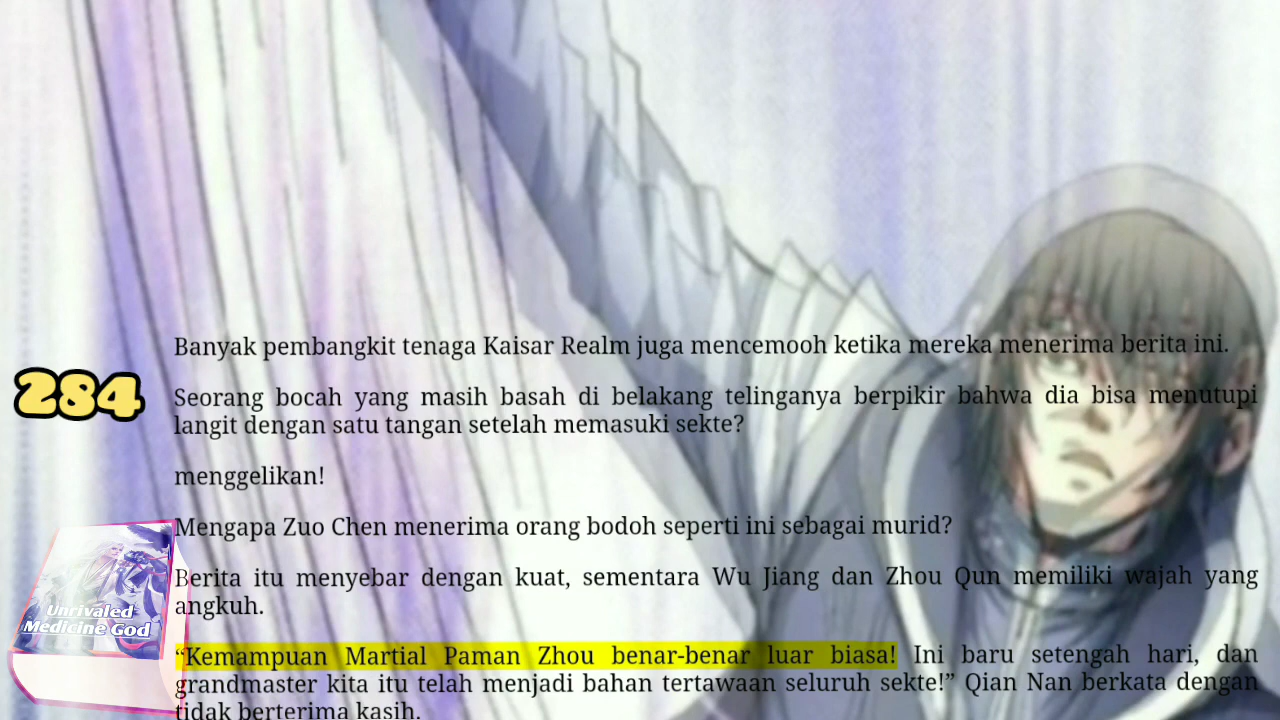 Banyak pembangkit tenaga Kaisar Realm juga mencemooh ketika mereka menerima berita ini.
284
Seorang bocah yang masih basah di belakang telinganya berpikir bahwa dia bisa menutupi
langit dengan satu tangan setelah memasuki sekte?
menggelikan!
Mengapa Zuo Chen menerima orang bodoh seperti ini sebagai murid?
Berita itu menyebar dengan kuat, sementara Wu Jiang dan Zhou Qun memiliki wajah yang
angkuh.
Unrivaled
Medicine God
“Kemampuan Martial Paman Zhou benar-benar luar biasa! Ini baru setengah hari, dan
grandmaster kita itu telah menjadi bahan tertawaan seluruh sekte!” Qian Nan berkata dengan
tidak berterima kasih.